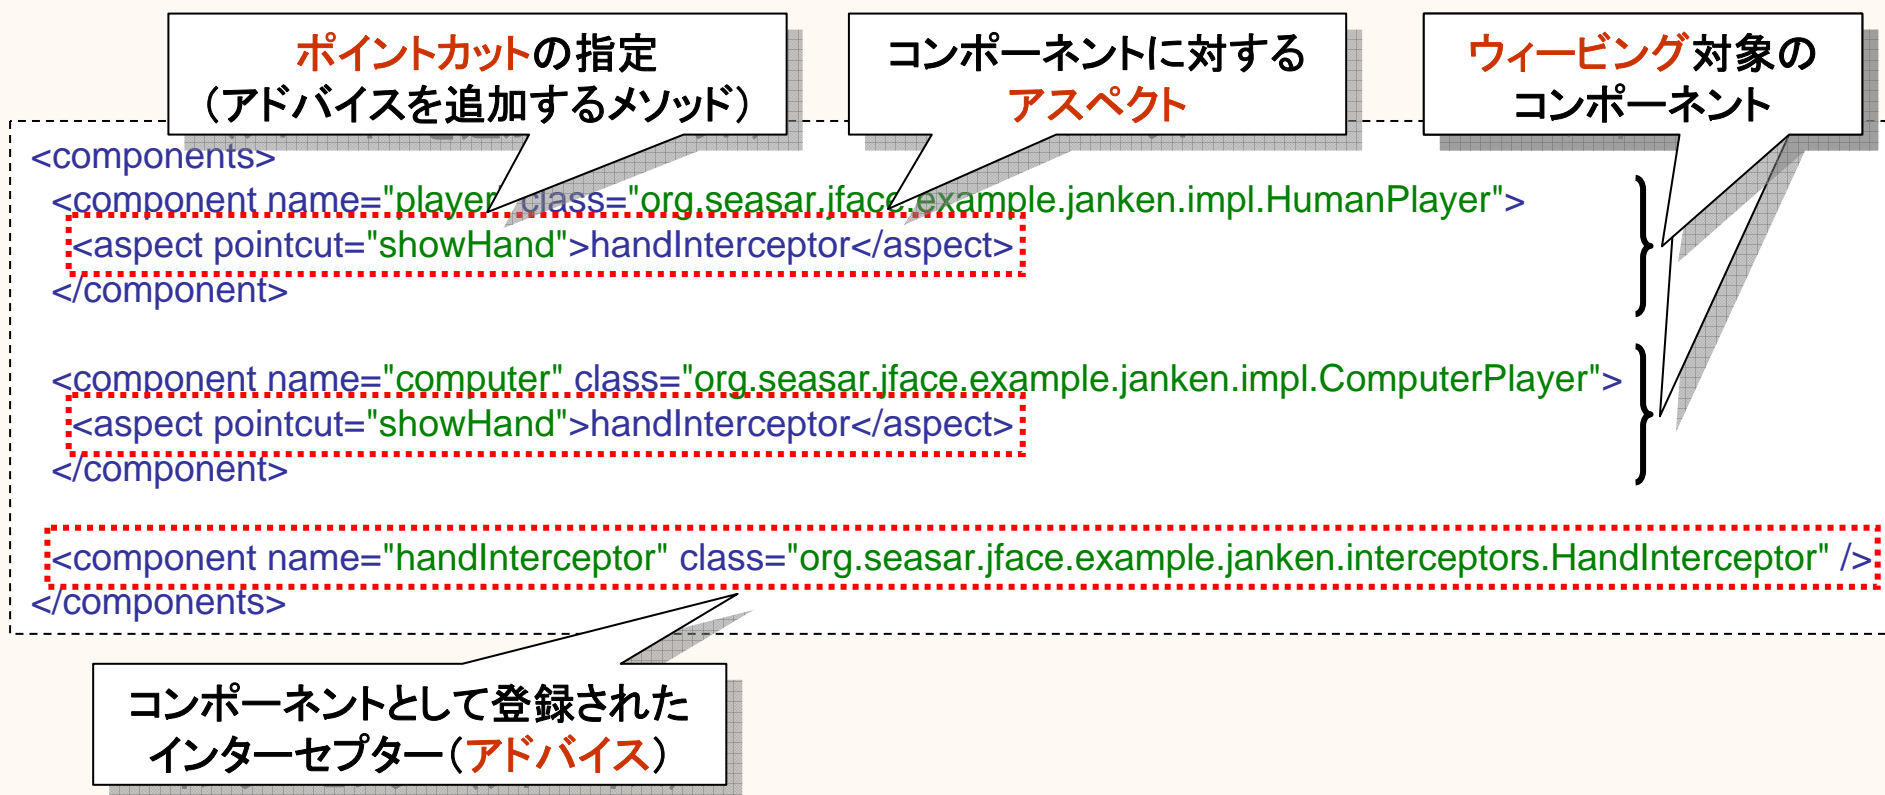 ポイントカットの指定
（アドバイスを追加するメソッド）
コンポーネントに対する
アスペクト
ウィービング対象の
コンポーネント
<components>
<component name="player" class="org.seasar.jface.example.janken.impl.HumanPlayer">
<aspect pointcut="showHand">handInterceptor</aspect>
</component>
<component name="computer" class="org.seasar.jface.example.janken.impl.ComputerPlayer">
<aspect pointcut="showHand">handInterceptor</aspect>
</component>
<component name="handInterceptor" class="org.seasar.jface.example.janken.interceptors.HandInterceptor" />
</components>
コンポーネントとして登録された
インターセプター（アドバイス）